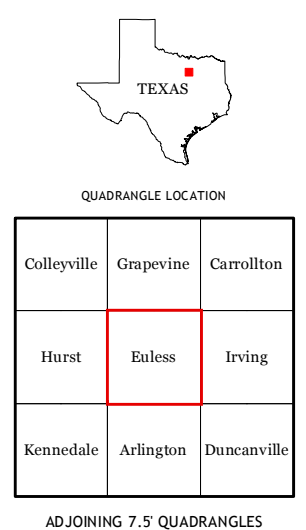 TEXAS
QUADRANGLE LOCATION
Colleyville Grapevine Carrollton
Hurst Euless Irving
Kennedale Arlington Duncanville
ADJOINING 7.5' QUADRANGLES